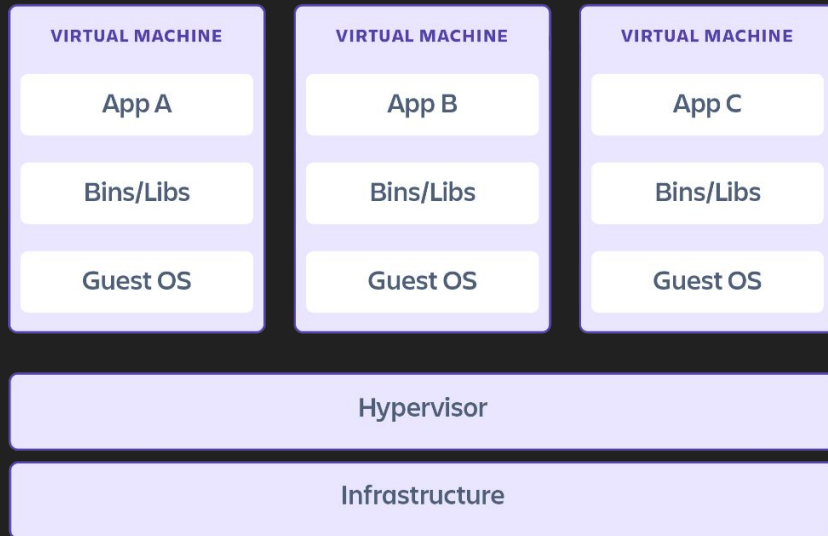 VIRTUAL MACHINE
App A
Bins/Libs
Guest OS
VIRTUAL MACHINE
App B
Bins/Libs
Guest OS
VIRTUAL MACHINE
App C
Bins/Libs
Guest OS
Hypervisor
Infrastructure